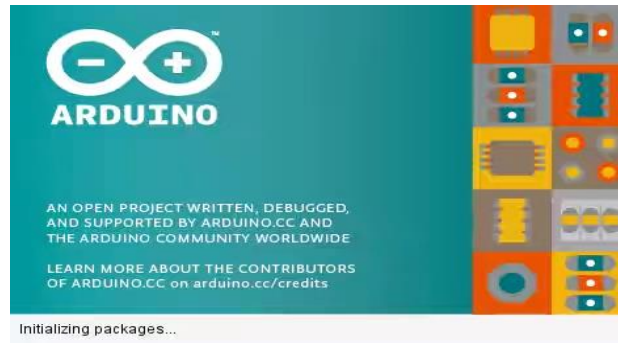 ARDUINO
AN OPEN PROJECT WRITTEN, DEBUGGED,
AND SUPPORTED BY ARDUINO.CC AND
THE ARDUINO COMMUNITY WORLDWIDE
LEARN MORE ABOUT THE CONTRIBUTORS
OF ARDUINO.CC on arduino.cc/credits
Initializing packages...